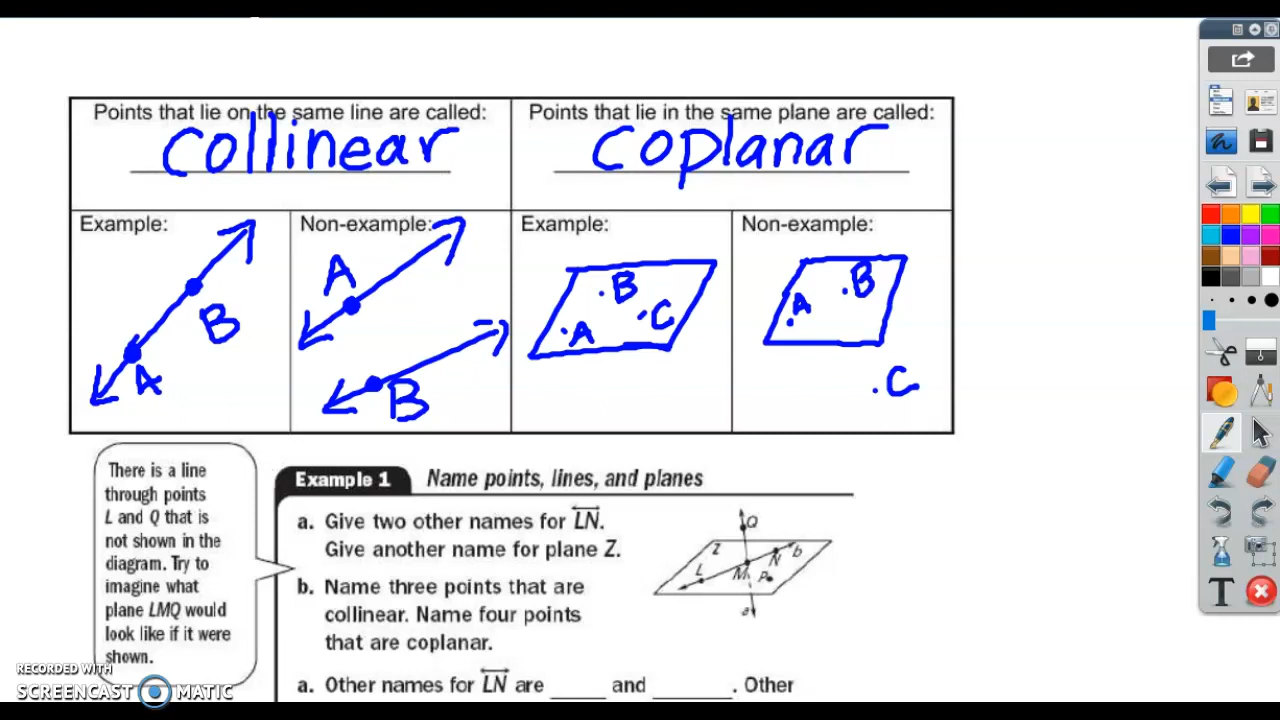 Points that lie on the same line are called:
collinear
Points that lie in the same plane are called:
coplanar
Example:
A
B
Non-example:
A
B
Example:
B
A
C
Non-example:
A
B
C
There is a line
through points
L and Q that is
not shown in the
diagram. Try to
imagine what
plane LMQ would
look like if it were
shown.
Example 1
Name points, lines, and planes
a. Give two other names for LN.
Give another name for plane Z.
b. Name three points that are
collinear. Name four points
that are coplanar.
a. Other names for LN are ____ and ______. Other
Q
Z
N
b
L
M
P
a
T
RECORDED WITH
SCREENCAST MATIC